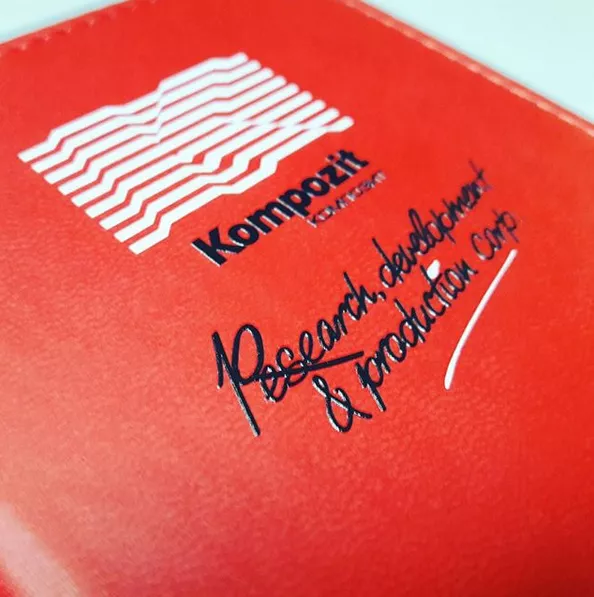 Kompozit
Research, development
& production Corp.